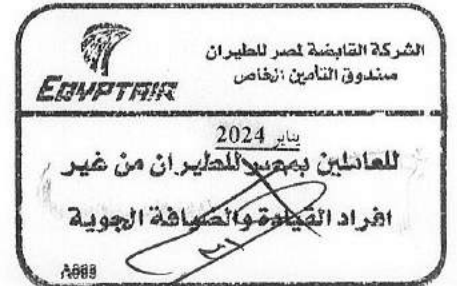 الشركة القابضة لمصر للطيران
صندوق التأمين الخاص
EGYPTAIR
يناير 2024
للعاملين بمصر للطيران من غير
افراد القيادة والضيافة الجوية